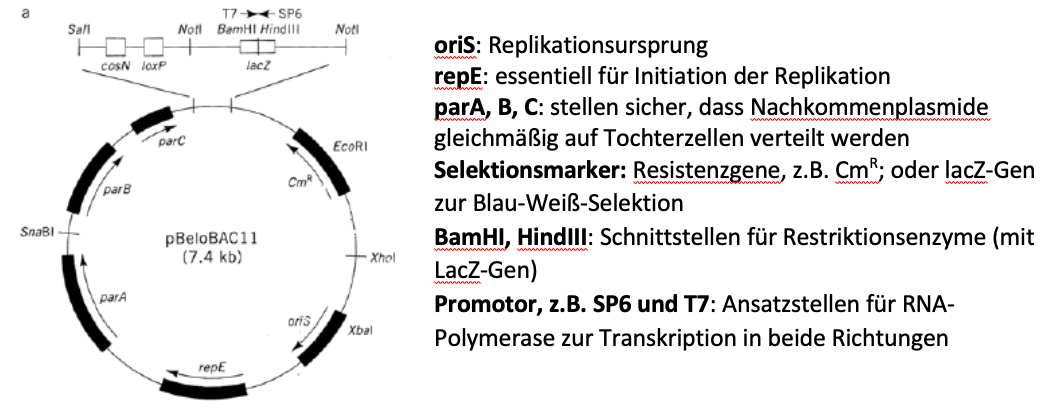 a
T7 SP6
SalI NotI BamHI HindIII NotI
cosN loxP lacZ
parC
EcoRI
CmR
parB
SnaBI
pBeloBAC11
(7.4 kb)
XhoI
parA
oriS
XbaI
repE
oriS: Replikationsursprung
repE: essentiell für Initiation der Replikation
parA, B, C: stellen sicher, dass Nachkommenplasmide
gleichmäßig auf Tochterzellen verteilt werden
Selektionsmarker: Resistenzgene, z.B. CmR; oder lacZ-Gen
zur Blau-Weiß-Selektion
BamHI, HindIII: Schnittstellen für Restriktionsenzyme (mit
LacZ-Gen)
Promotor, z.B. SP6 und T7: Ansatzstellen für RNA-
Polymerase zur Transkription in beide Richtungen